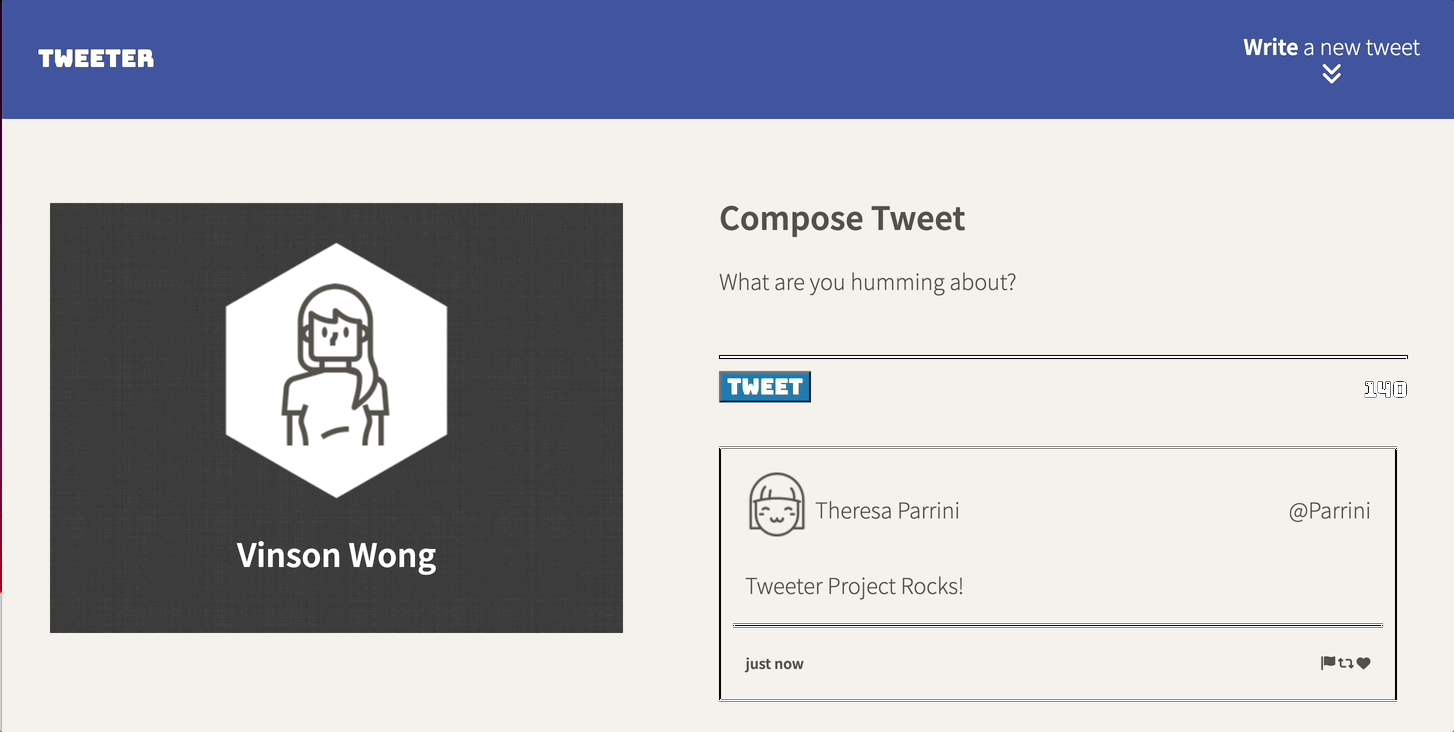 TWEETER
Write a new tweet
Vinson Wong
Compose Tweet
What are you humming about?
TWEET
140
Theresa Parrini
@Parrini
Tweeter Project Rocks!
just now